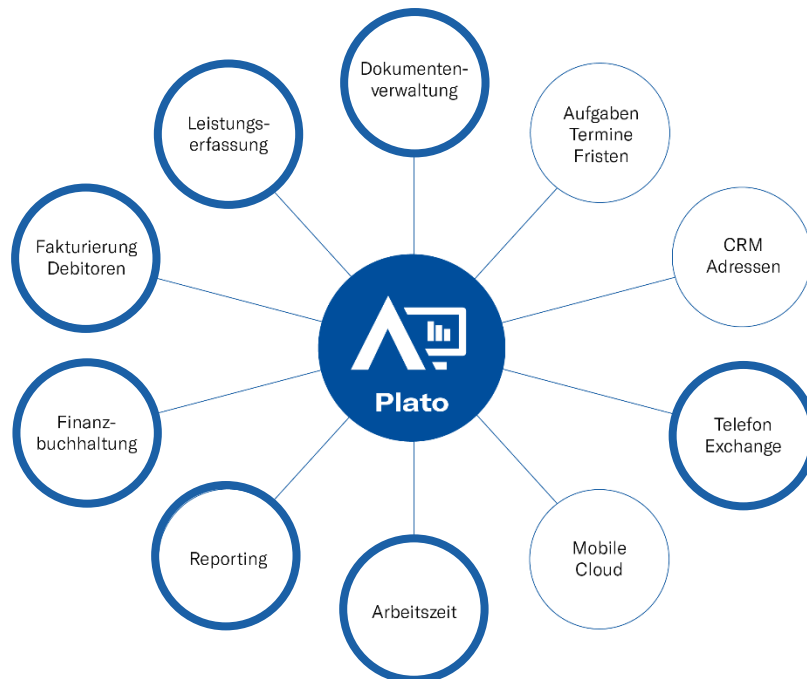 Dokumenten-
verwaltung
Aufgaben
Termine
Fristen
CRM
Adressen
Telefon
Exchange
Mobile
Cloud
Arbeitszeit
Reporting
Finanz-
buchhaltung
Fakturierung
Debitoren
Leistungs-
erfassung
Plato